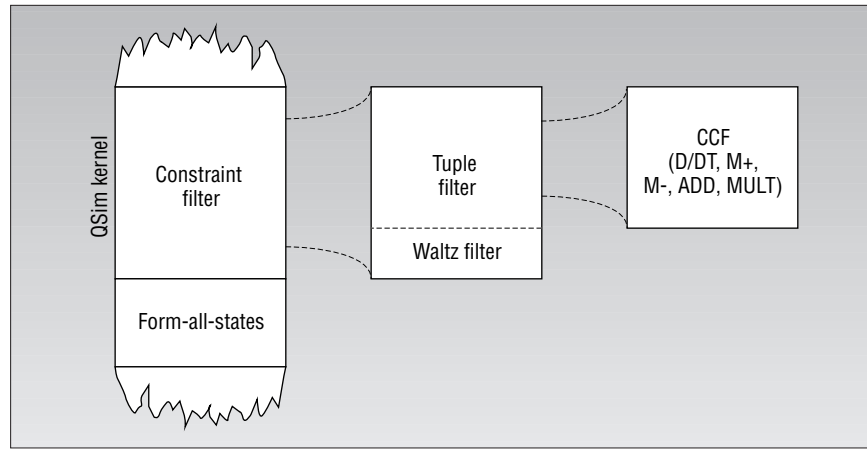 QSim kernel
Constraint
filter
Form-all-states
Tuple
filter
Waltz filter
CCF
(D/DT, M+,
M-, ADD, MULT)